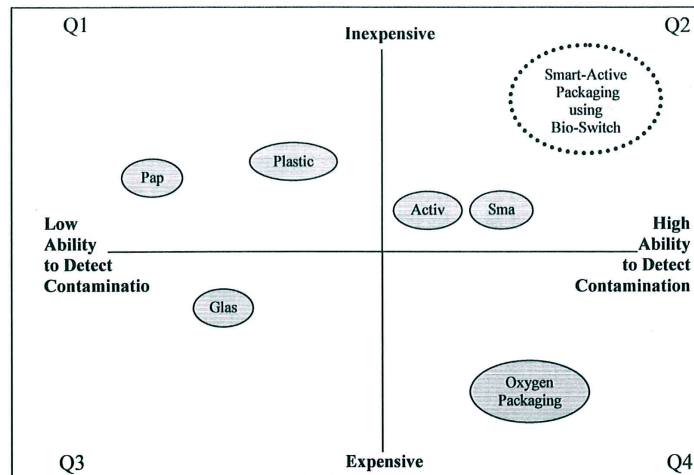 Q1
Q2
Inexpensive
Smart-Active
Packaging
using
Bio-Switch
Plastic
Pap
Activ
Sma
Low
Ability
to Detect
Contaminatio
High
Ability
to Detect
Contamination
Glas
Oxygen
Packaging
Q3
Expensive
Q4